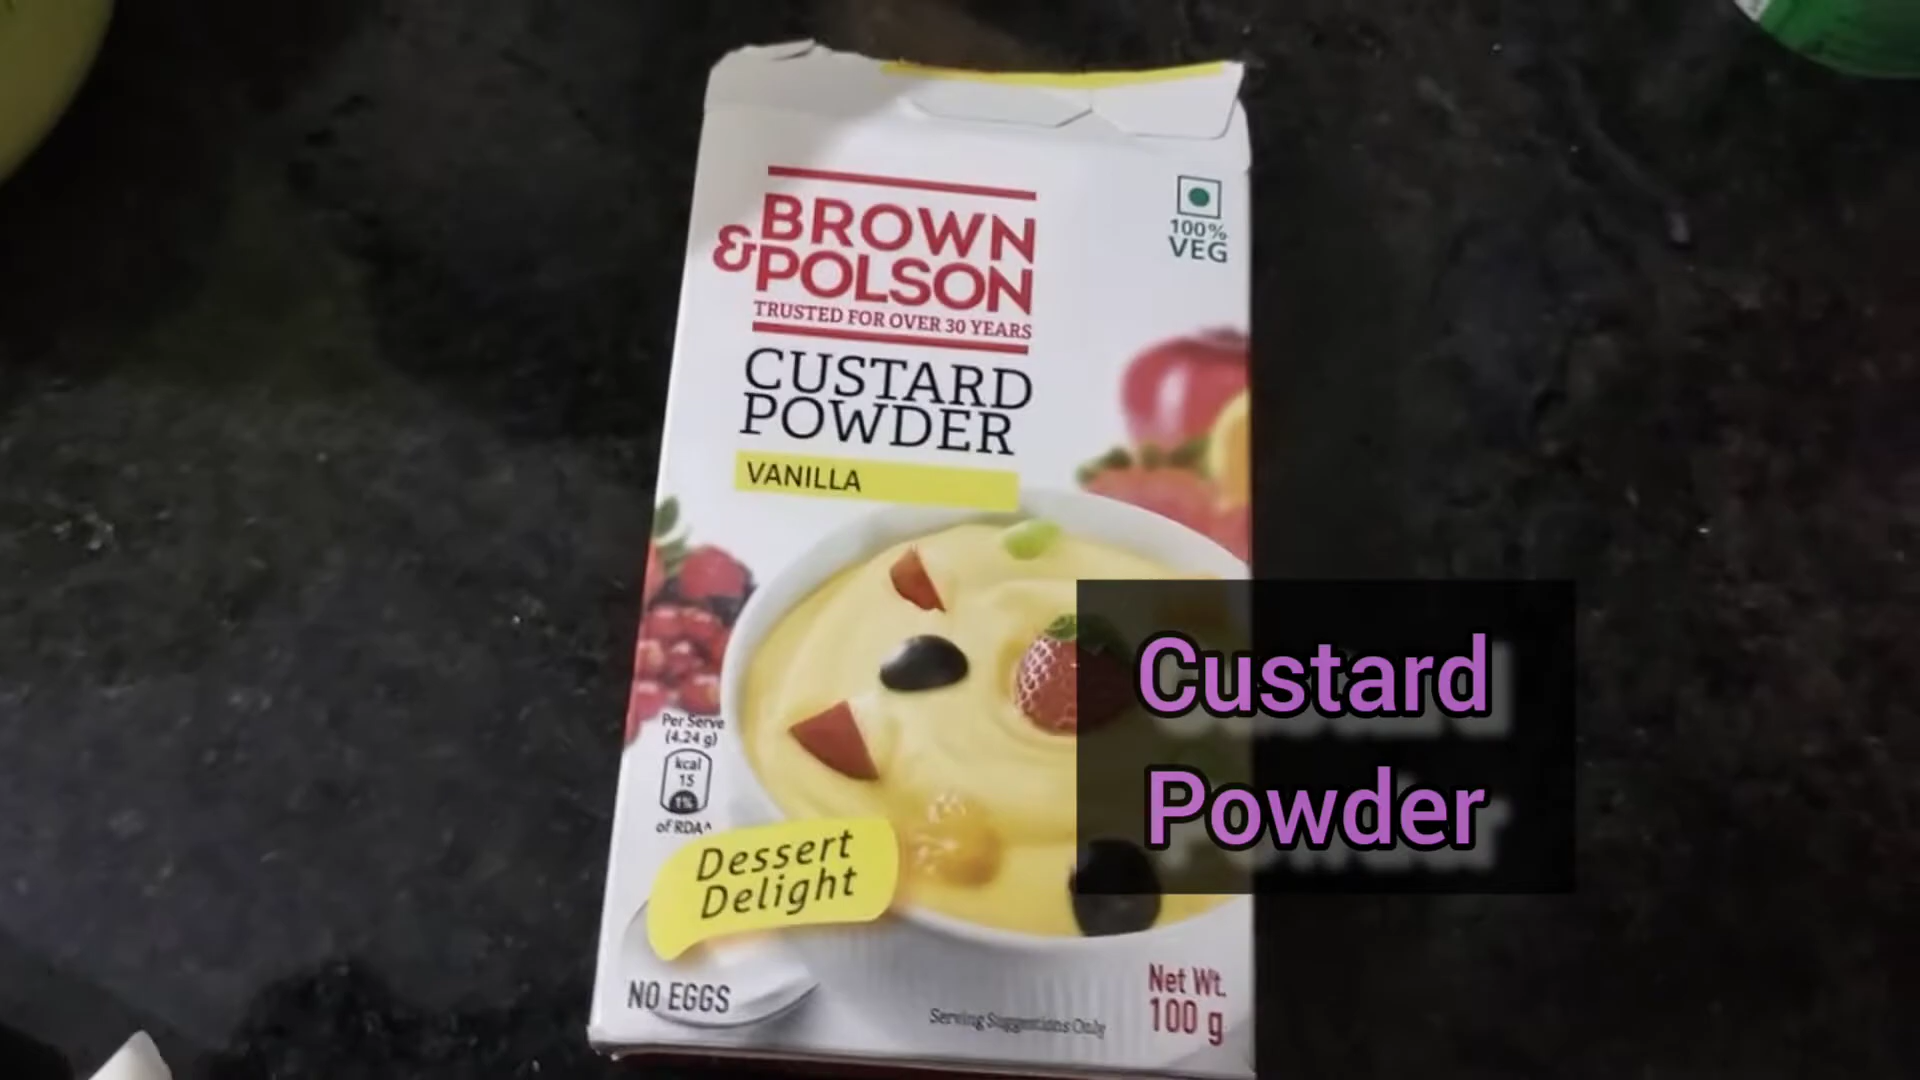 BROWN
&POLSON
TRUSTED FOR OVER 30 YEARS
CUSTARD
POWDER
VANILLA
100%
VEG
Per Serve
(4.24 g)
kcal
15
1%
of RDA^
Dessert
Delight
NO EGGS
Serving Suggestions Only
Net Wt.
100 g
Custard
Powder